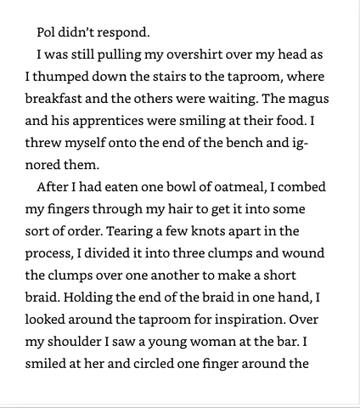 Pol didn't respond.
I was still pulling my overshirt over my head as
I thumped down the stairs to the taproom, where
breakfast and the others were waiting. The magus
and his apprentices were smiling at their food. I
threw myself onto the end of the bench and ig-
nored them.
After I had eaten one bowl of oatmeal, I combed
my fingers through my hair to get it into some
sort of order. Tearing a few knots apart in the
process, I divided it into three clumps and wound
the clumps over one another to make a short
braid. Holding the end of the braid in one hand, I
looked around the taproom for inspiration. Over
my shoulder I saw a young woman at the bar. I
smiled at her and circled one finger around the